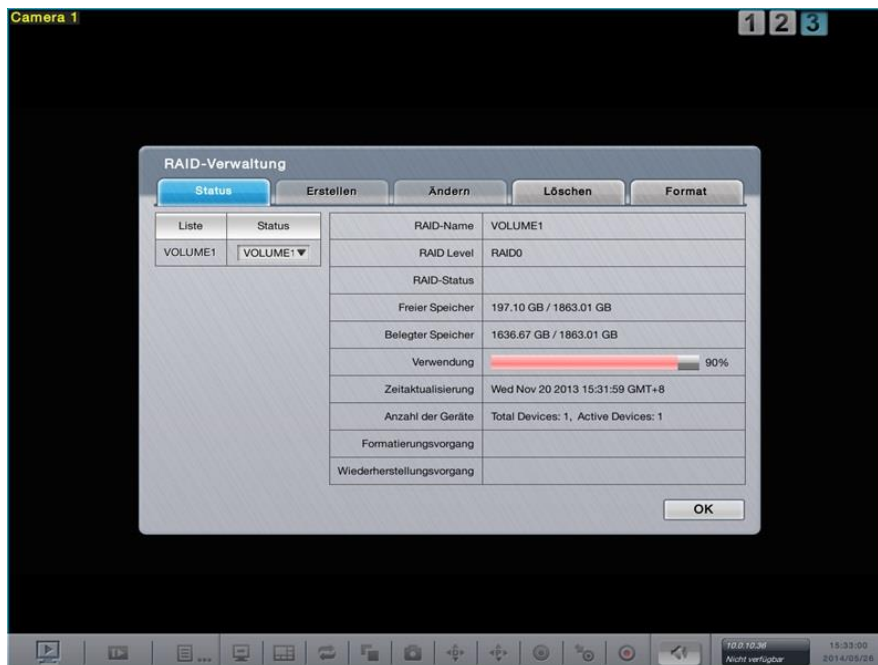 Camera 1
1 2 3
RAID-Verwaltung
Status Erstellen Ändern Löschen Format
Liste Status
VOLUME1 VOLUME1
RAID-Name VOLUME1
RAID Level RAID0
RAID-Status
Freier Speicher 197.10 GB / 1863.01 GB
Belegter Speicher 1636.67 GB / 1863.01 GB
Verwendung 90%
Zeitaktualisierung Wed Nov 20 2013 15:31:59 GMT+8
Anzahl der Geräte Total Devices: 1, Active Devices: 1
Formatierungsvorgang
Wiederherstellungsvorgang
OK
10.0.10.36 15:33:00
Nicht verfügbar 2014/05/26